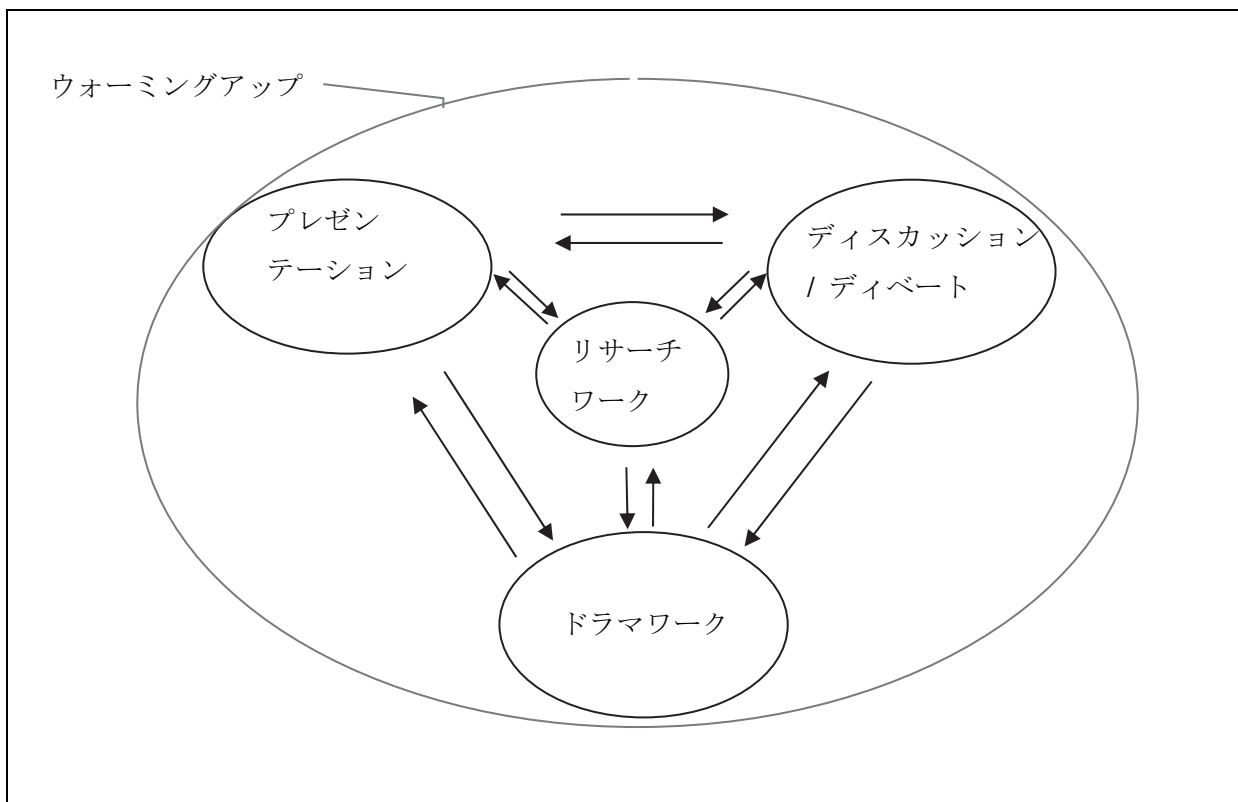 ウォーミングアップ
プレゼン
テーション
ディスカッション
/ ディベート
リサーチ
ワーク
ドラマワーク